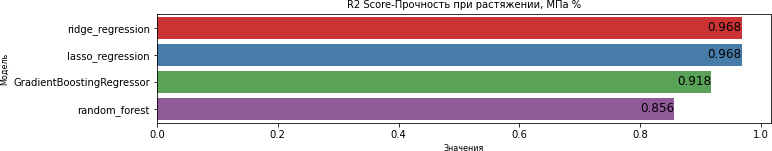 R2 Score-Прочность при растяжении, МПа %
Модель
ridge_regression 0.968
lasso_regression 0.968
GradientBoostingRegressor 0.918
random_forest 0.856
0.0 0.2 0.4 0.6 0.8 1.0
Значения